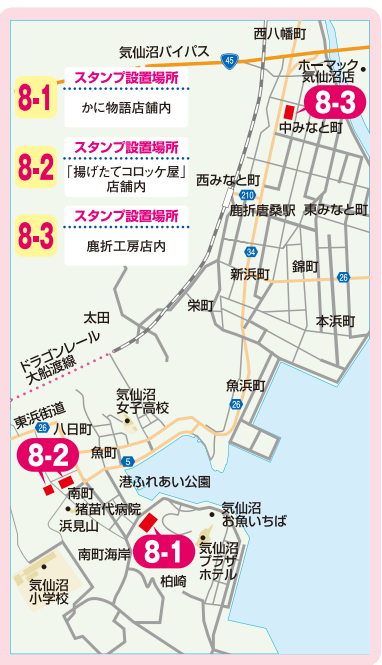 西八幡町
気仙沼バイパス
45
ホーマック
気仙沼店
8-1
スタンプ設置場所
かに物語店舗内
8-3
中みなと町
8-2
スタンプ設置場所
「揚げたてコロッケ屋」
店舗内
西みなと町
210
鹿折唐桑駅
東みなと町
8-3
スタンプ設置場所
鹿折工房店内
34
新浜町
錦町
26
栄町
本浜町
太田
ドラゴンレール
大船渡線
魚浜町
26
気仙沼
女子高校
東浜街道
26
八日町
魚町
5
8-2
港ふれあい公園
南町
猪苗代病院
浜見山
気仙沼
お魚いちば
8-1
気仙沼
プラザ
ホテル
南町海岸
柏崎
気仙沼
小学校